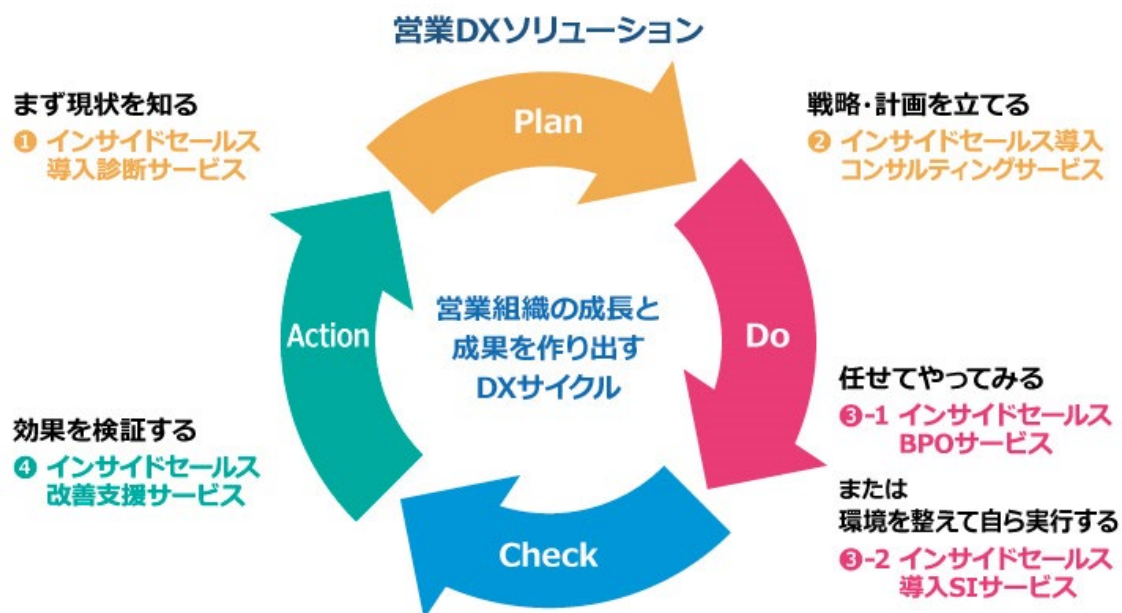 営業DXソリューション
まず現状を知る
❶ インサイドセールス
導入診断サービス
Plan
戦略・計画を立てる
❷ インサイドセールス導入
コンサルティングサービス
営業組織の成長と
成果を作り出す
DXサイクル
Action
Do
任せてやってみる
❸-1 インサイドセールス
BPOサービス
または
環境を整えて自ら実行する
❸-2 インサイドセールス
導入SIサービス
効果を検証する
❹ インサイドセールス
改善支援サービス
Check